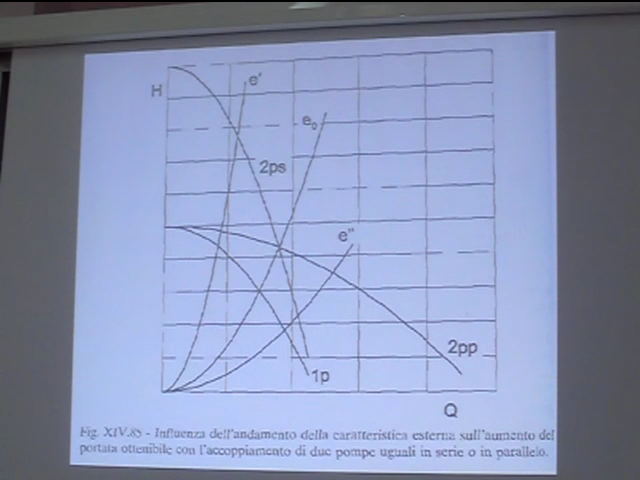 H
e'
e₀
2ps
e"
2pp
1p
Q
Fig. XIV.85 - Influenza dell'andamento della caratteristica esterna sull'aumento del
portata ottenibile con l'accoppiamento di due pompe uguali in serie o in parallelo.